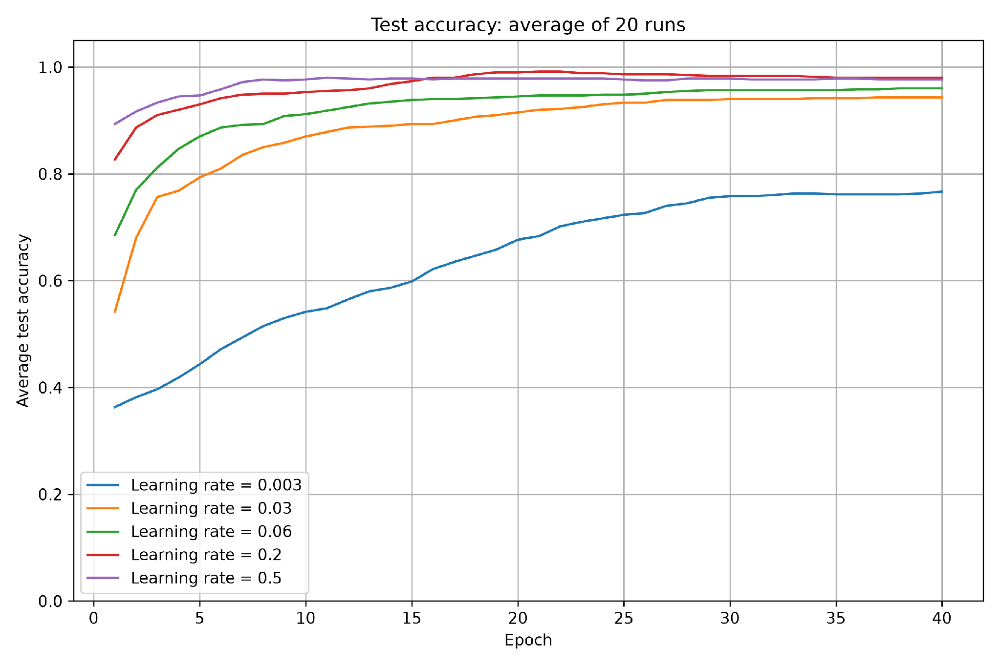 Test accuracy: average of 20 runs
Average test accuracy
1.0
0.8
0.6
0.4
0.2
0.0
Learning rate = 0.003
Learning rate = 0.03
Learning rate = 0.06
Learning rate = 0.2
Learning rate = 0.5
0 5 10 15 20 25 30 35 40
Epoch